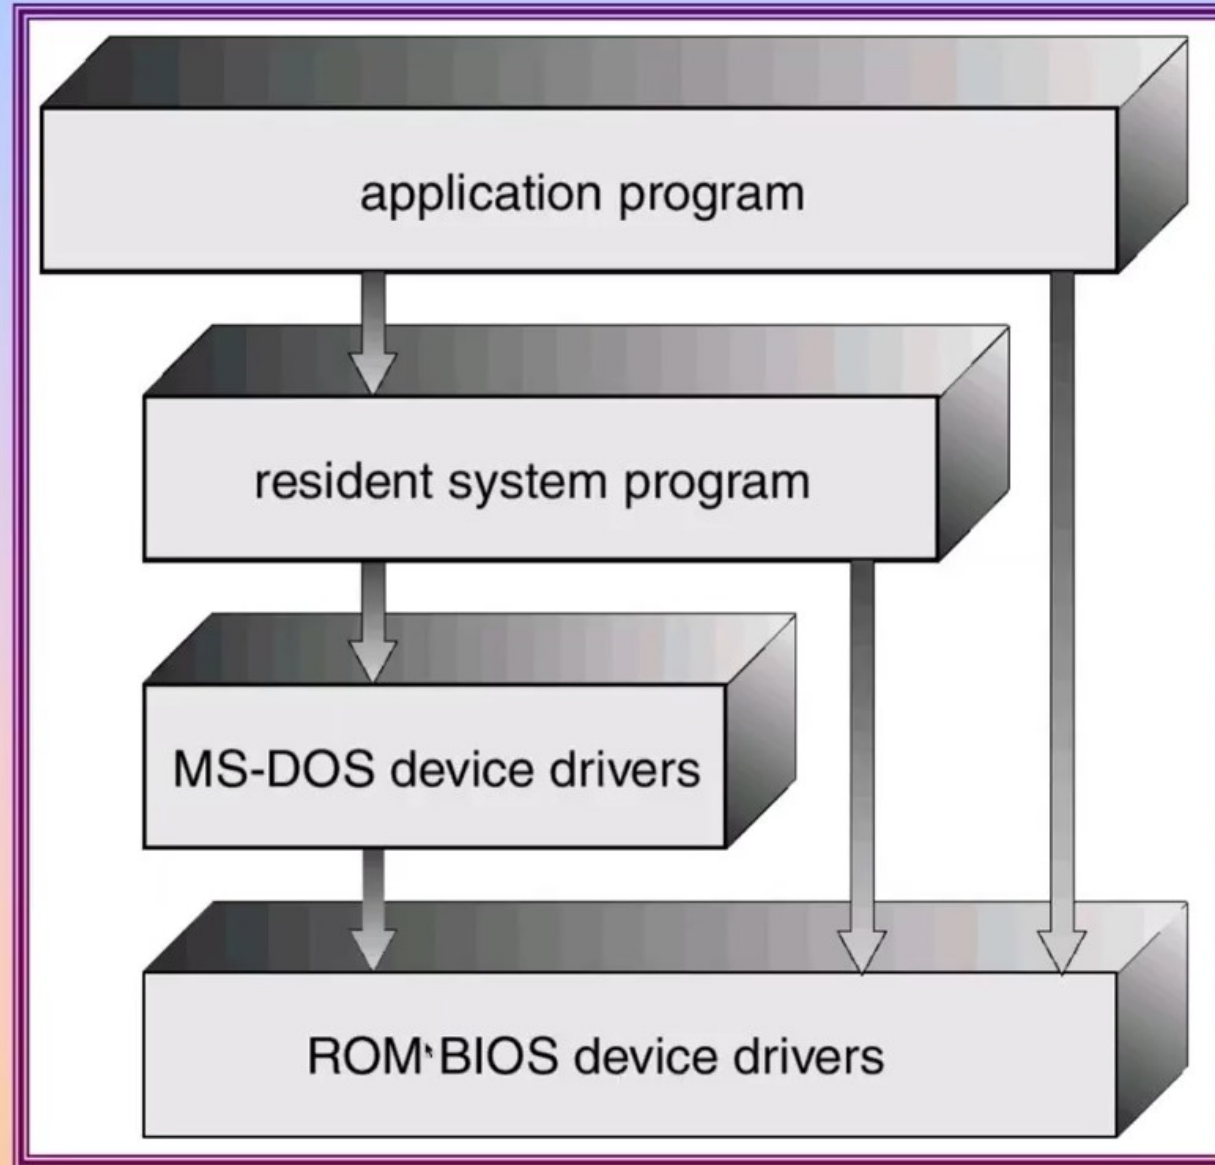 application program
resident system program
MS-DOS device drivers
ROM BIOS device drivers